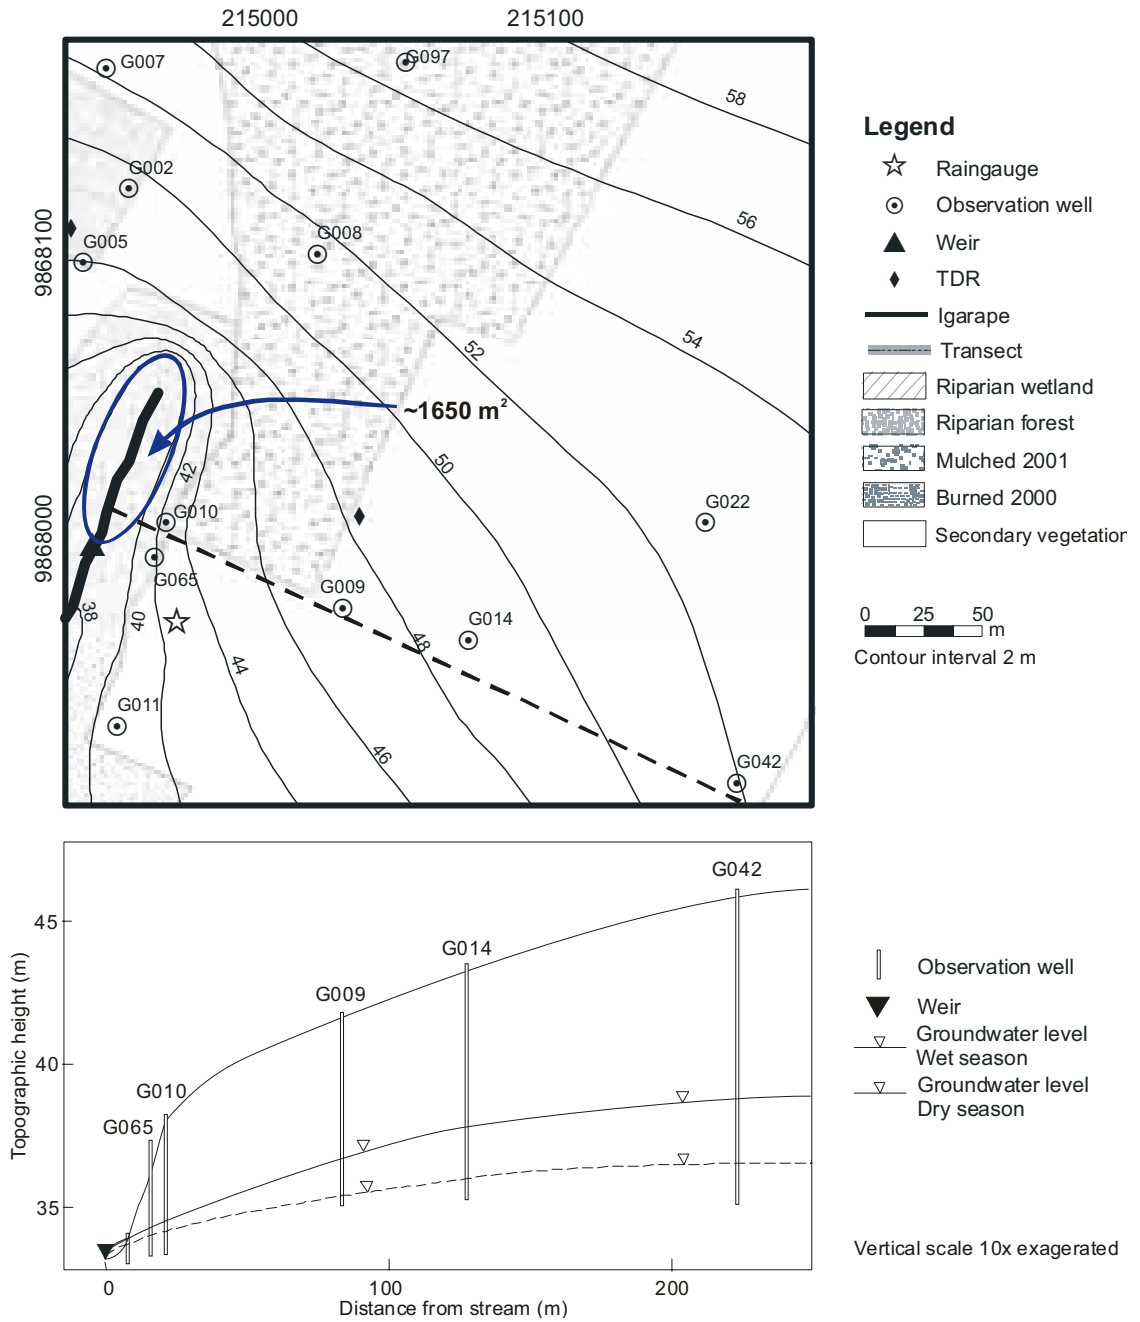 215000 215100
G007
G097
58
G002
56
9868100
G005
G008
54
52
~1650 m²
50
42
G022
G010
9868000
G065
G009
G014
38
40
48
44
G011
46
G042
Legend
Raingauge
Observation well
Weir
TDR
Igarape
Transect
Riparian wetland
Riparian forest
Mulched 2001
Burned 2000
Secondary vegetation
0 25 50
m
Contour interval 2 m
G042
45
G014
G009
40
G010
G065
35
Topographic height (m)
0 100 200
Distance from stream (m)
Observation well
Weir
Groundwater level
Wet season
Groundwater level
Dry season
Vertical scale 10x exagerated